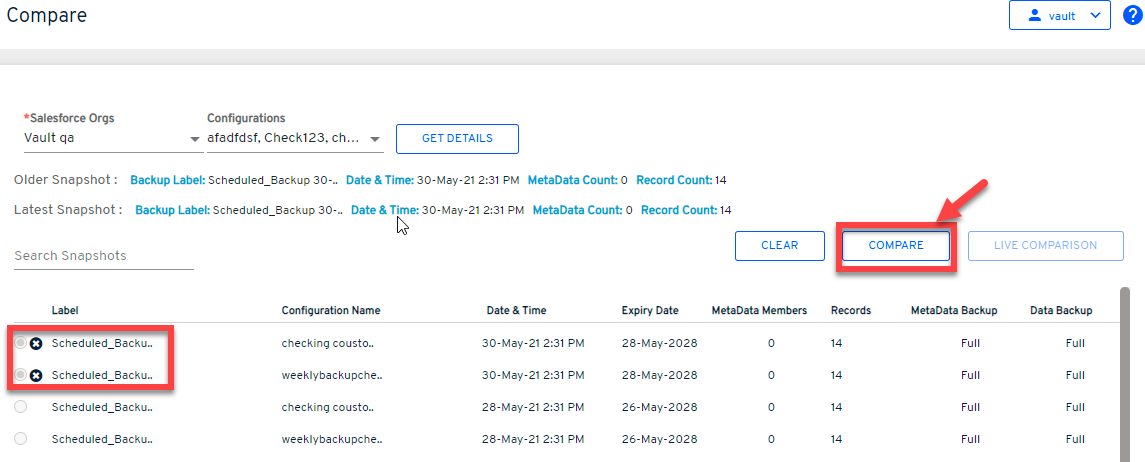 Compare
vault
?
*Salesforce Orgs Configurations
Vault qa afadfdsf, Check123, ch... GET DETAILS
Older Snapshot : Backup Label: Scheduled_Backup 30-.. Date & Time: 30-May-21 2:31 PM MetaData Count: 0 Record Count: 14
Latest Snapshot : Backup Label: Scheduled_Backup 30-.. Date & Time: 30-May-21 2:31 PM MetaData Count: 0 Record Count: 14
CLEAR COMPARE LIVE COMPARISON
Search Snapshots
Label Configuration Name Date & Time Expiry Date MetaData Members Records MetaData Backup Data Backup
Scheduled_Backu.. checking cousto.. 30-May-21 2:31 PM 28-May-2028 0 14 Full Full
Scheduled_Backu.. weeklybackupche.. 30-May-21 2:31 PM 28-May-2028 0 14 Full Full
Scheduled_Backu.. checking cousto.. 28-May-21 2:31 PM 26-May-2028 0 14 Full Full
Scheduled_Backu.. weeklybackupche.. 28-May-21 2:31 PM 26-May-2028 0 14 Full Full